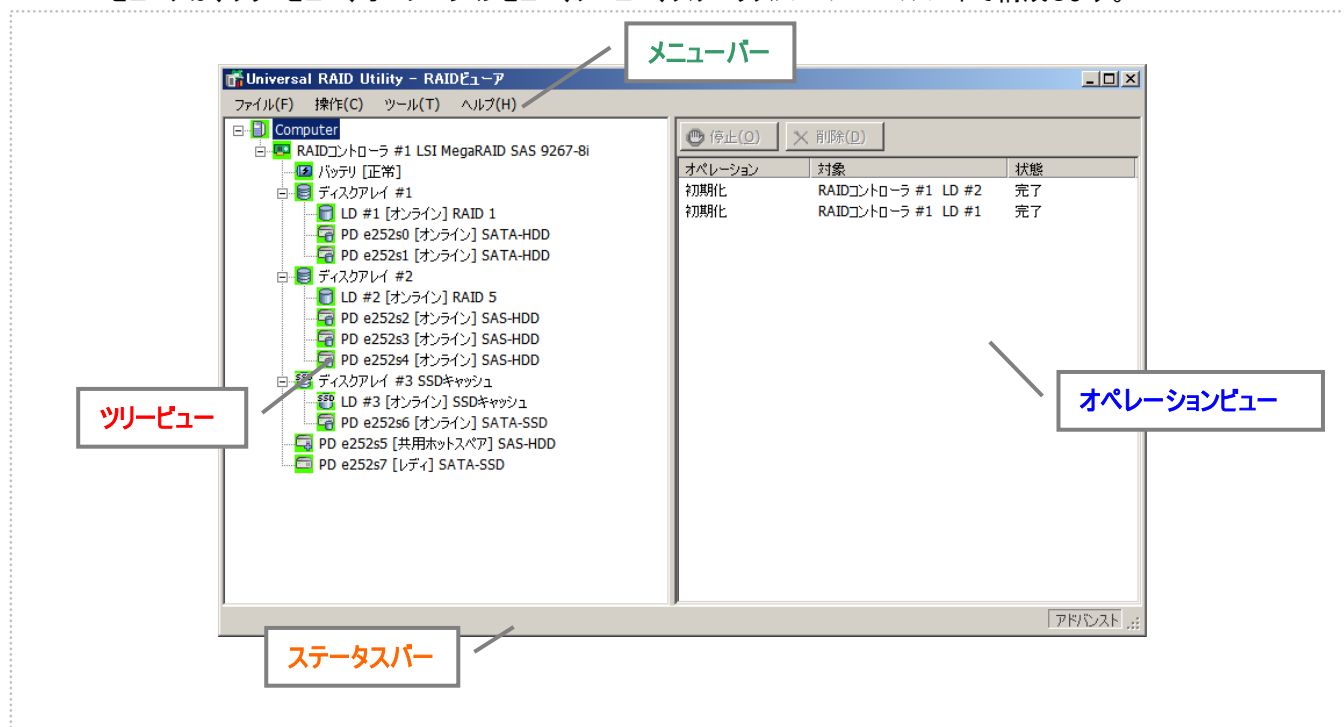 メニューバー
Universal RAID Utility - RAIDビューア
ファイル(F) 操作(C) ツール(T) ヘルプ(H)
Computer
RAIDコントローラ #1 LSI MegaRAID SAS 9267-8i
バッテリ [正常]
ディスクアレイ #1
LD #1 [オンライン] RAID 1
PD e252s0 [オンライン] SATA-HDD
PD e252s1 [オンライン] SATA-HDD
ディスクアレイ #2
LD #2 [オンライン] RAID 5
PD e252s2 [オンライン] SAS-HDD
PD e252s3 [オンライン] SAS-HDD
PD e252s4 [オンライン] SAS-HDD
ディスクアレイ #3 SSDキャッシュ
LD #3 [オンライン] SSDキャッシュ
PD e252s6 [オンライン] SATA-SSD
PD e252s5 [共用ホットスペア] SAS-HDD
PD e252s7 [レディ] SATA-SSD
停止(O) 削除(D)
オペレーション 対象 状態
初期化 RAIDコントローラ #1 LD #2 完了
初期化 RAIDコントローラ #1 LD #1 完了
ツリービュー
オペレーションビュー
アドバンスト
ステータスバー